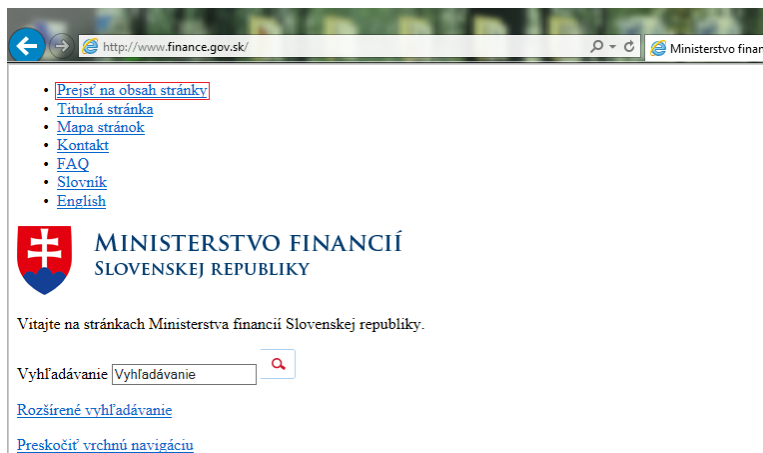 http://www.finance.gov.sk/
Ministerstvo finan
Prejsť na obsah stránky
Titulná stránka
Mapa stránok
Kontakt
FAQ
Slovník
English
MINISTERSTVO FINANCIÍ
SLOVENSKEJ REPUBLIKY
Vitajte na stránkach Ministerstva financií Slovenskej republiky.
Vyhľadávanie Vyhľadávanie
Rozšírené vyhľadávanie
Preskočiť vrchnú navigáciu